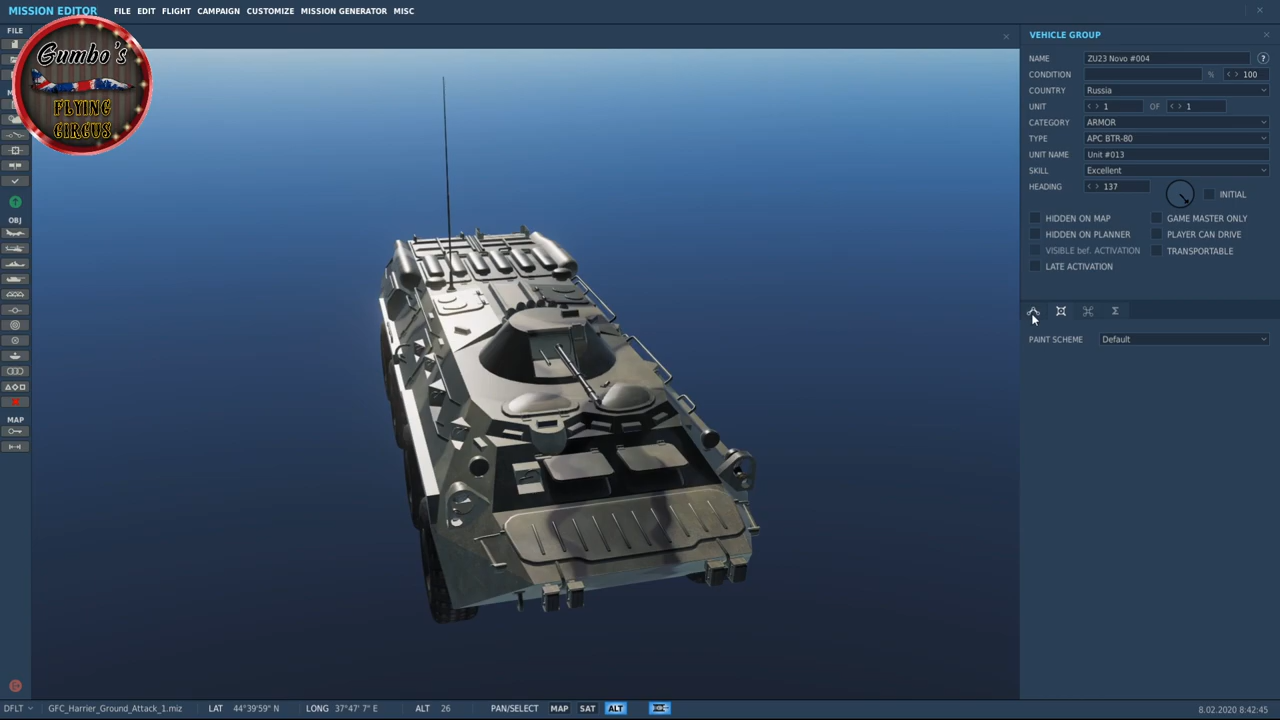 MISSION EDITOR FILE EDIT FLIGHT CAMPAIGN CUSTOMIZE MISSION GENERATOR MISC
FILE
Gumbo's
FLYING
CIRCUS
OBJ
MAP
VEHICLE GROUP
NAME ZU23 Novo #004 ?
CONDITION % < > 100
COUNTRY Russia
UNIT < > 1 OF < > 1
CATEGORY ARMOR
TYPE APC BTR-80
UNIT NAME Unit #013
SKILL Excellent
HEADING < > 137 INITIAL
HIDDEN ON MAP GAME MASTER ONLY
HIDDEN ON PLANNER PLAYER CAN DRIVE
VISIBLE bef. ACTIVATION TRANSPORTABLE
LATE ACTIVATION
Σ
PAINT SCHEME Default
DFLT GFC_Harrier_Ground_Attack_1.miz LAT 44°39'59" N LONG 37°47' 7" E ALT 26 PAN/SELECT MAP SAT ALT 8.02.2020 8:42:45